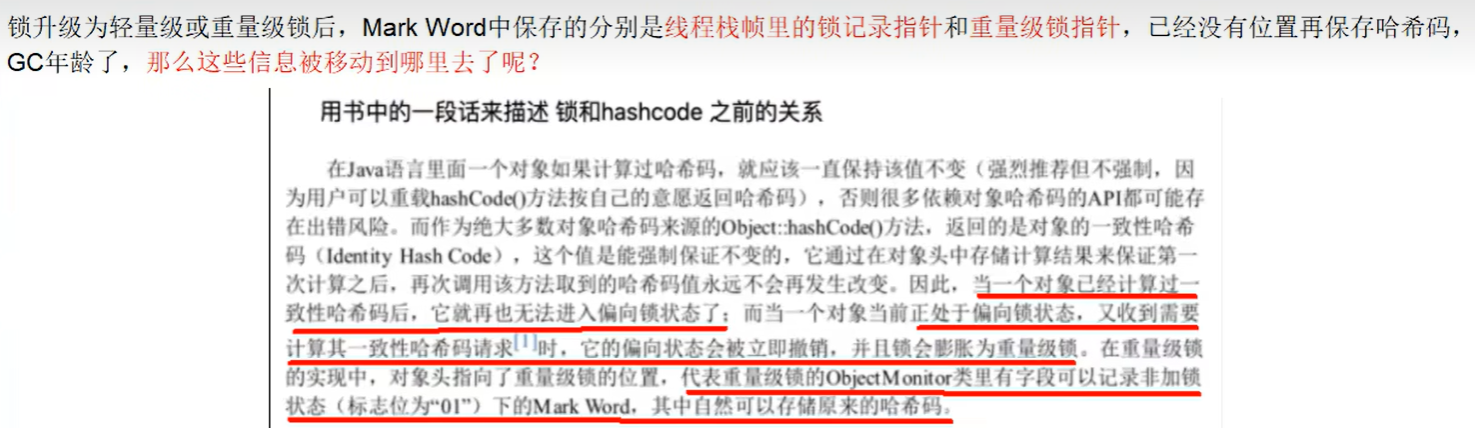 锁升级为轻量级或重量级锁后，Mark Word中保存的分别是线程栈帧里的锁记录指针和重量级锁指针，已经没有位置再保存哈希码，
GC年龄了，那么这些信息被移动到哪里去了呢？
用书中的一段话来描述 锁和hashcode 之前的关系
在Java语言里面一个对象如果计算过哈希码，就应该一直保持该值不变（强烈推荐但不强制，因
为用户可以重载hashCode()方法按自己的意愿返回哈希码），否则很多依赖对象哈希码的API都可能存
在出错风险。而作为绝大多数对象哈希码来源的Object::hashCode()方法，返回的是对象的一致性哈希
码（Identity Hash Code），这个值是能强制保证不变的，它通过在对象头中存储计算结果来保证第一
次计算之后，再次调用该方法取到的哈希码值永远不会再发生改变。因此，当一个对象已经计算过一
致性哈希码后，它就再也无法进入偏向锁状态了；而当一个对象当前正处于偏向锁状态，又收到需要
计算其一致性哈希码请求[1]时，它的偏向状态会被立即撤销，并且锁会膨胀为重量级锁。在重量级锁
的实现中，对象头指向了重量级锁的位置，代表重量级锁的ObjectMonitor类里有字段可以记录非加锁
状态（标志位为“01”）下的Mark Word，其中自然可以存储原来的哈希码。